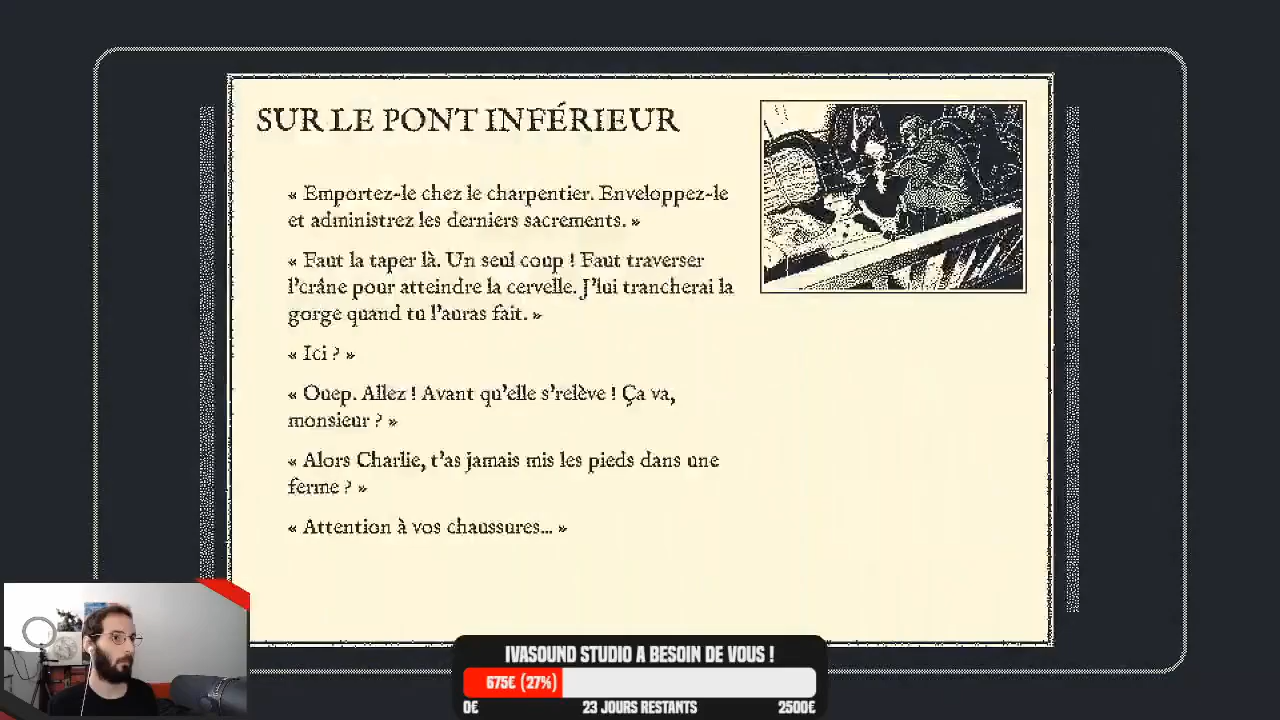 SUR LE PONT INFÉRIEUR
« Emportez-le chez le charpentier. Enveloppez-le
et administrez les derniers sacrements. »
« Faut la taper là. Un seul coup ! Faut traverser
l'crâne pour atteindre la cervelle. J'lui trancherai la
gorge quand tu l'auras fait. »
« Ici ? »
« Ouep. Allez ! Avant qu'elle s'relève ! Ça va,
monsieur ? »
« Alors Charlie, t'as jamais mis les pieds dans une
ferme ? »
« Attention à vos chaussures... »
IVASOUND STUDIO A BESOIN DE VOUS !
675€ (27%)
0€ 23 JOURS RESTANTS 2500€